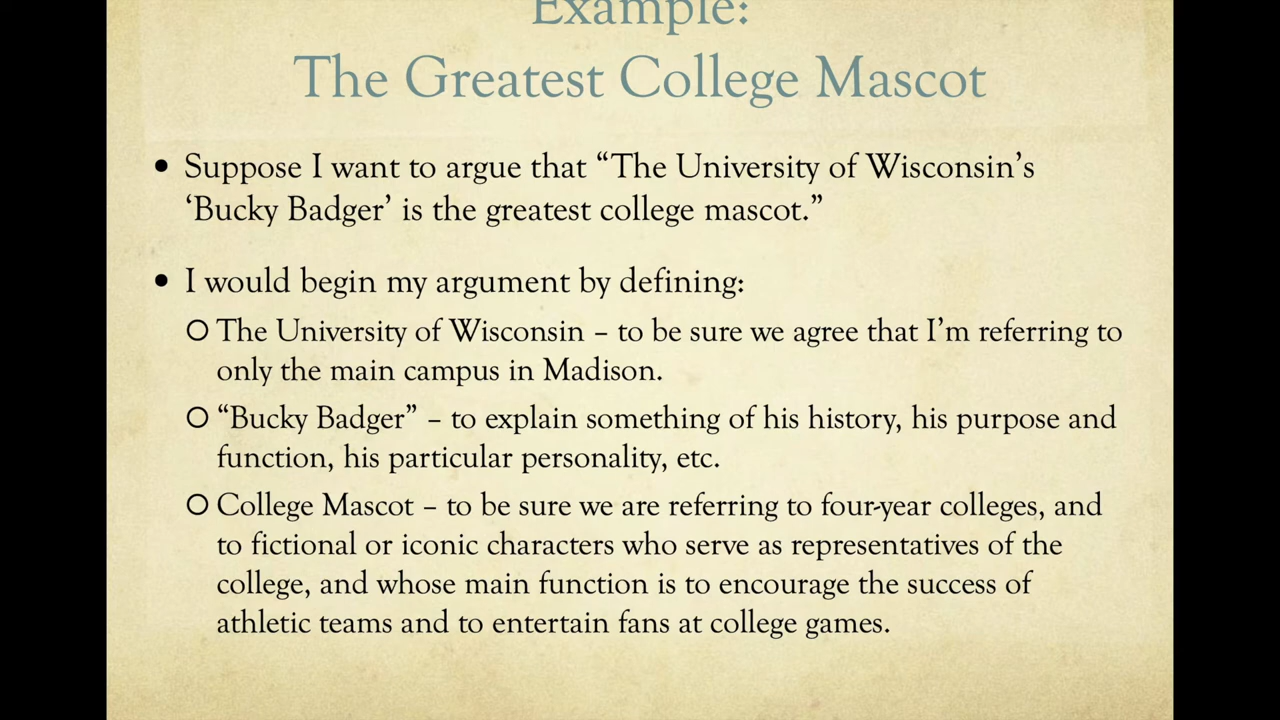 Example:
The Greatest College Mascot
• Suppose I want to argue that “The University of Wisconsin’s
‘Bucky Badger’ is the greatest college mascot.”
• I would begin my argument by defining:
The University of Wisconsin – to be sure we agree that I’m referring to
only the main campus in Madison.
“Bucky Badger” – to explain something of his history, his purpose and
function, his particular personality, etc.
College Mascot – to be sure we are referring to four-year colleges, and
to fictional or iconic characters who serve as representatives of the
college, and whose main function is to encourage the success of
athletic teams and to entertain fans at college games.